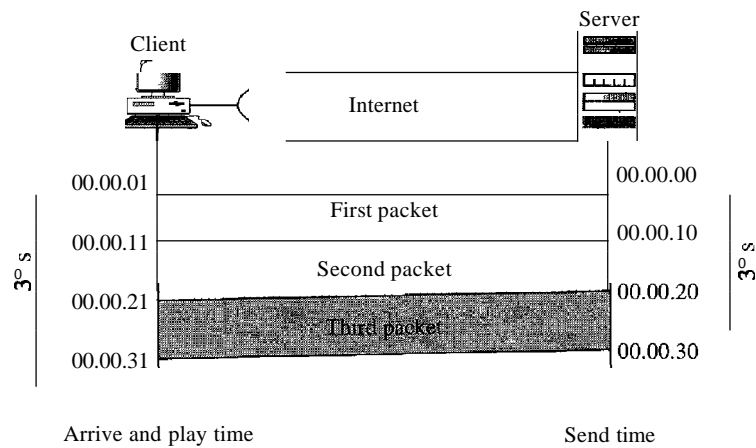 Server
Client
Internet
00.00.01
00.00.00
First packet
00.00.11
00.00.10
Second packet
3° s
3° s
00.00.21
00.00.20
Third packet
00.00.31
00.00.30
Arrive and play time
Send time